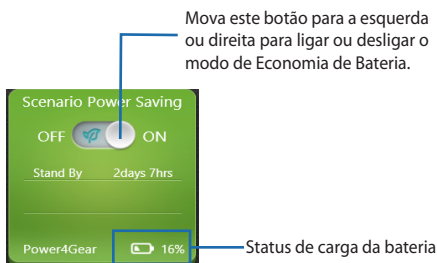 Mova este botão para a esquerda
ou direita para ligar ou desligar o
modo de Economia de Bateria.
Scenario Power Saving
OFF ON
Stand By 2days 7hrs
Power4Gear 16%
Status de carga da bateria